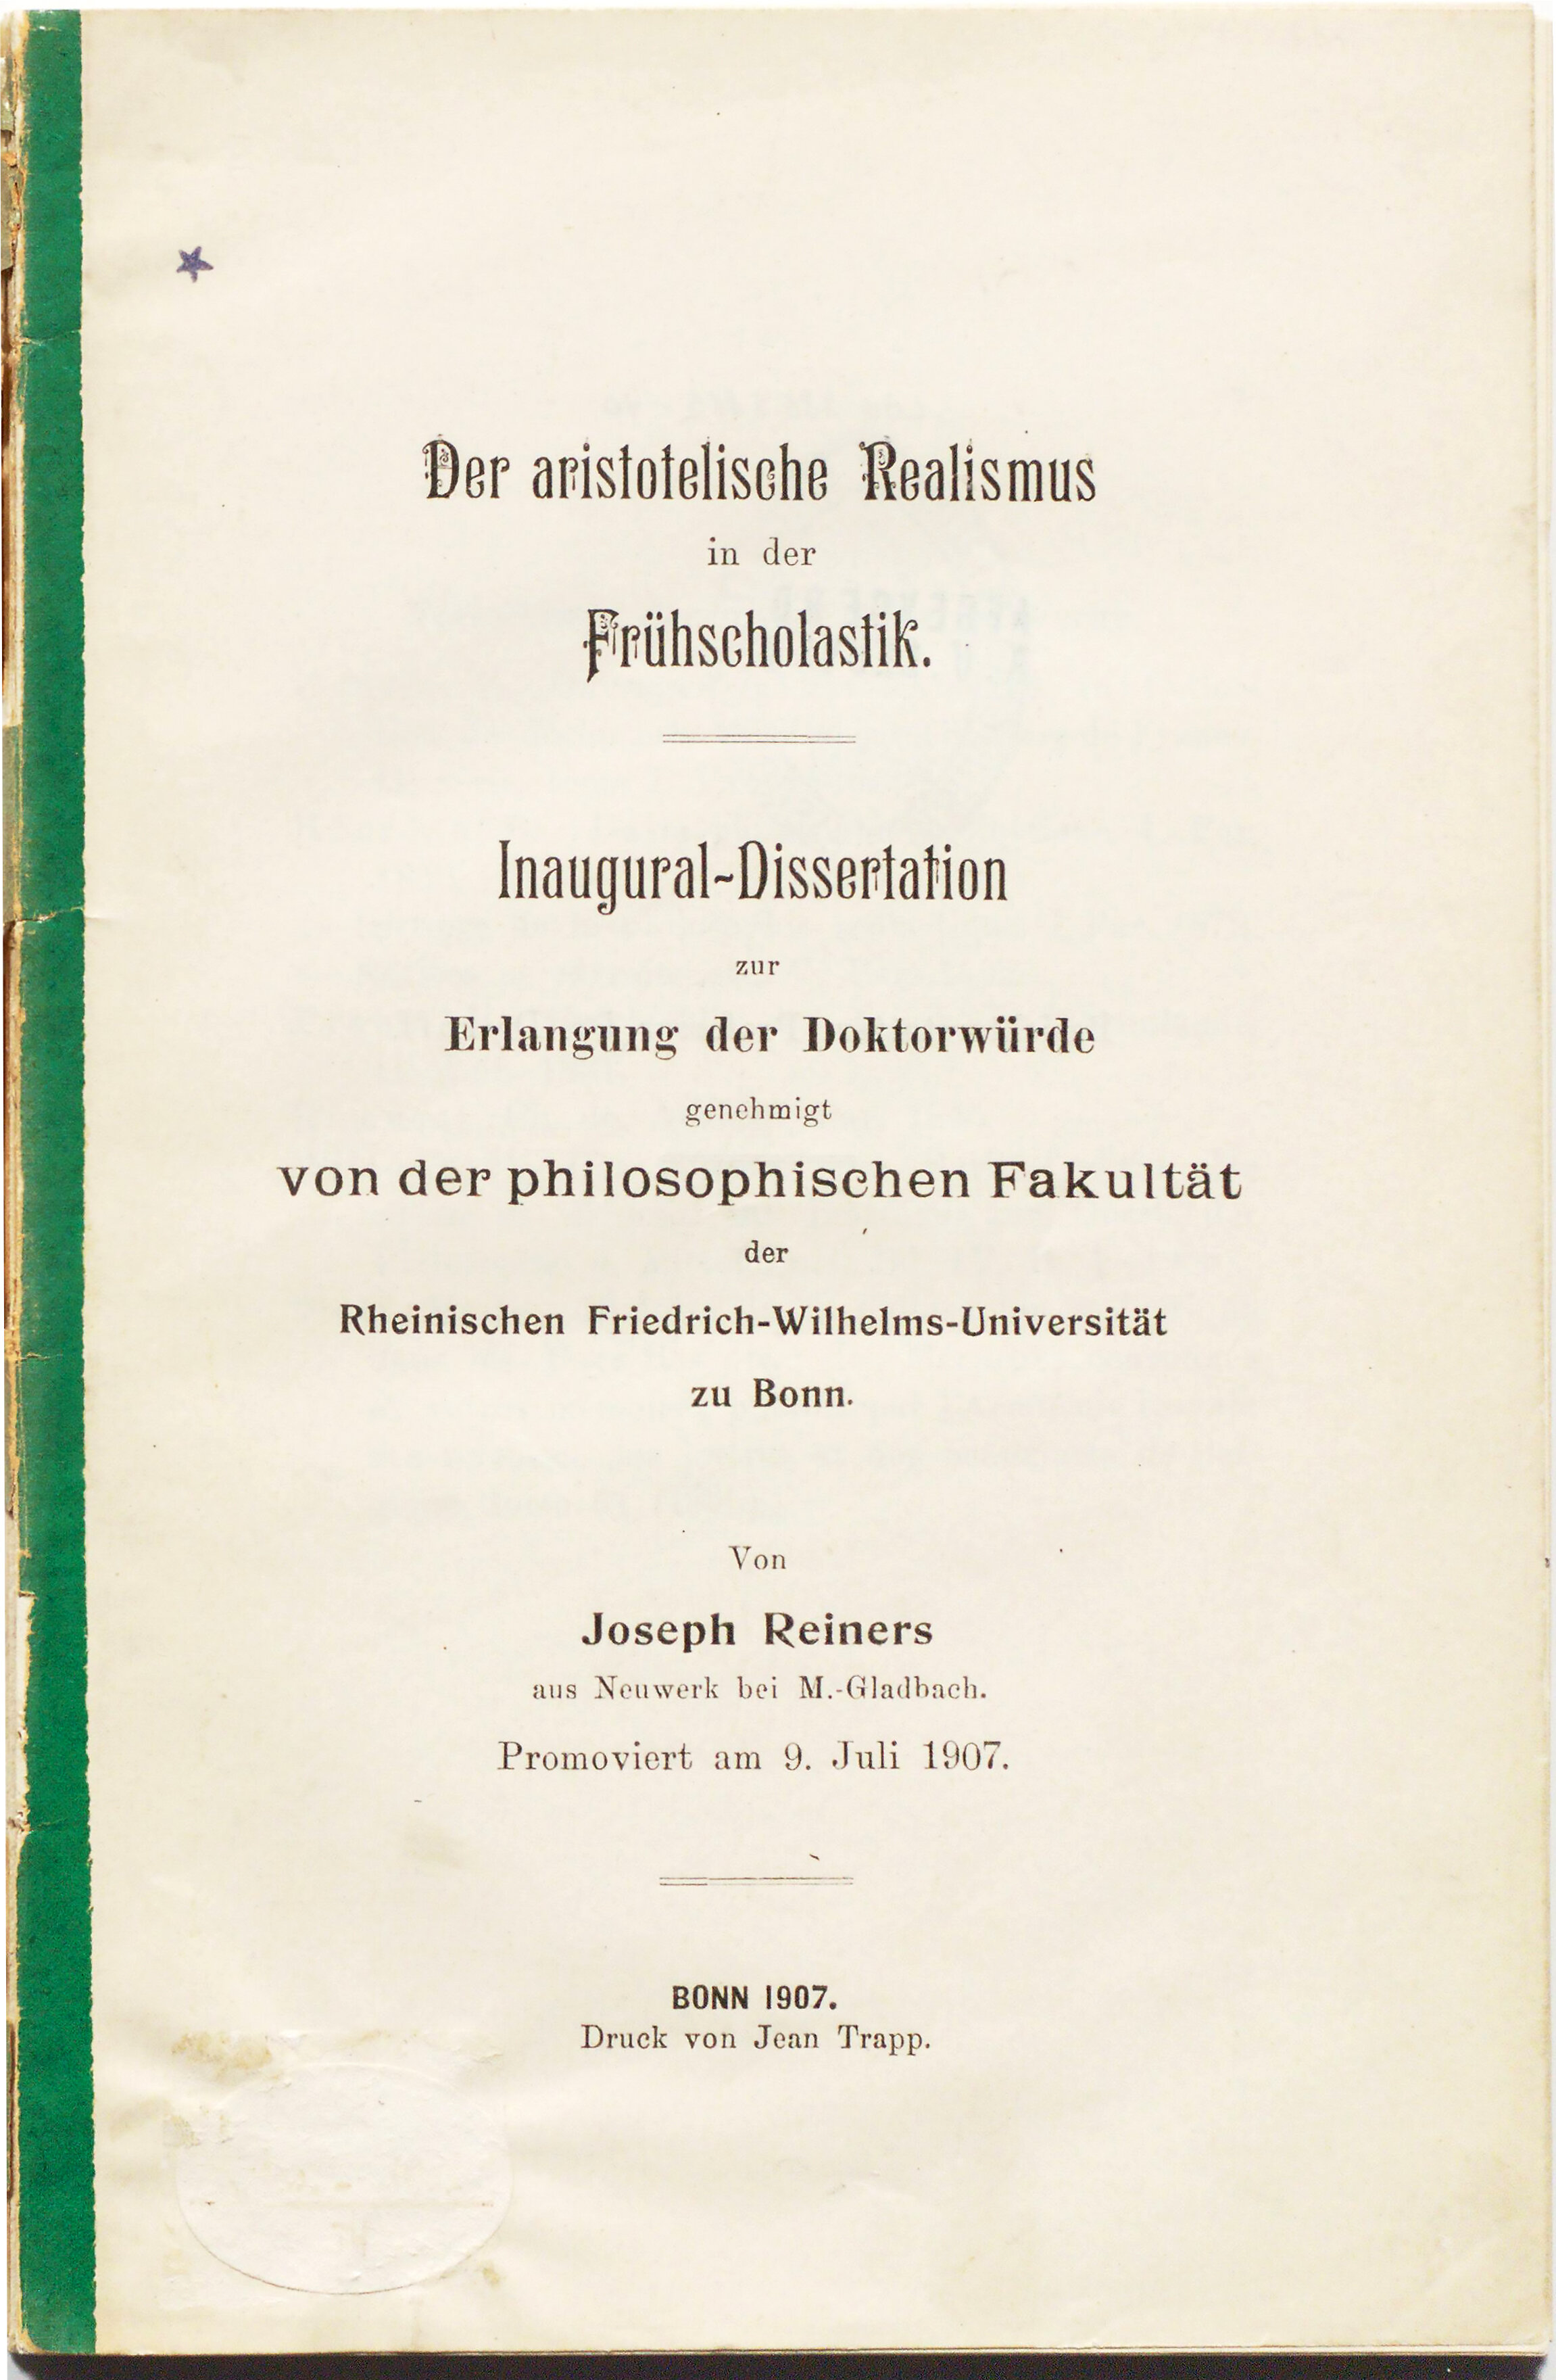 Der aristotelische Realismus
in der
Frühscholastik.
Inaugural-Dissertation
zur
Erlangung der Doktorwürde
genehmigt
von der philosophischen Fakultät
der
Rheinischen Friedrich-Wilhelms-Universität
zu Bonn.
Von
Joseph Reiners
aus Neuwerk bei M.-Gladbach.
Promoviert am 9. Juli 1907.
BONN 1907.
Druck von Jean Trapp.